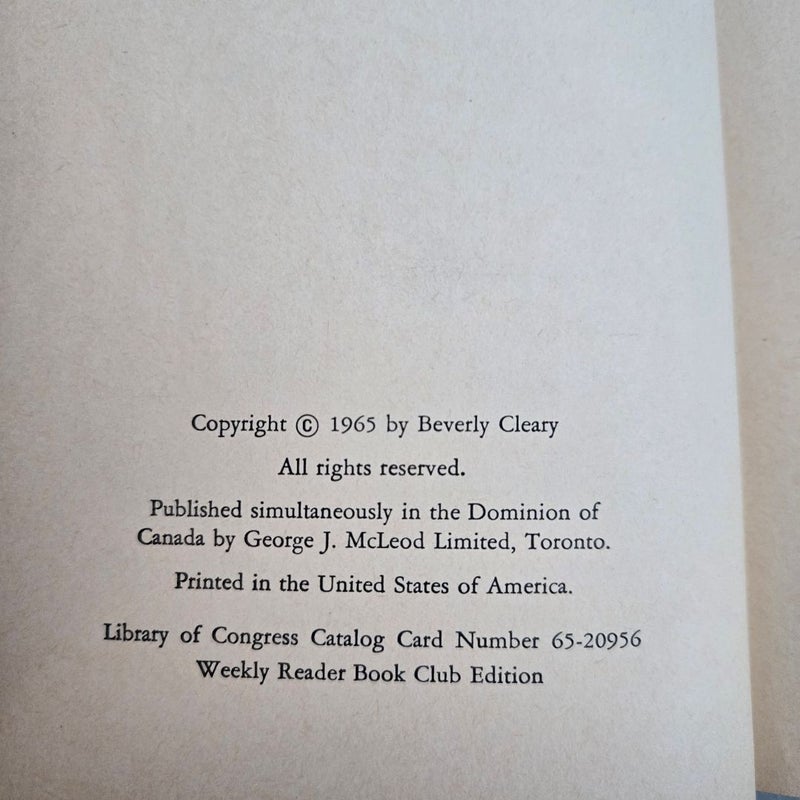 Copyright © 1965 by Beverly Cleary
All rights reserved.
Published simultaneously in the Dominion of
Canada by George J. McLeod Limited, Toronto.
Printed in the United States of America.
Library of Congress Catalog Card Number 65-20956
Weekly Reader Book Club Edition